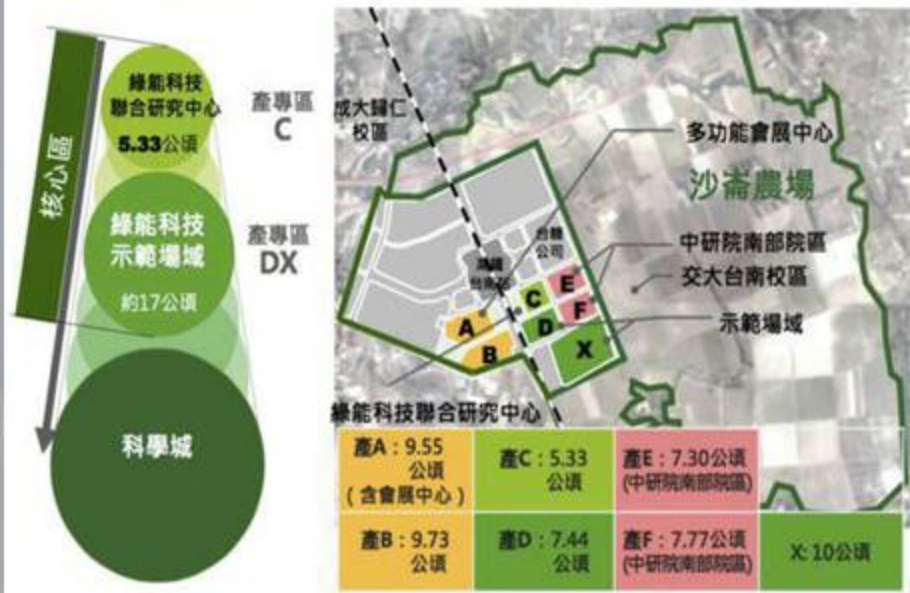 核心區
綠能科技
聯合研究中心
5.33公頃
產專區
C
綠能科技
示範場域
約17公頃
產專區
DX
科學城
成大歸仁
校區
多功能會展中心
沙崙農場
台糖
公司
高鐵
中研院南部院區
交大台南校區
示範場域
A
B
C
D
E
F
X
綠能科技聯合研究中心
產A:9.55
公頃
(含會展中心)
產C:5.33
公頃
產E:7.30公頃
(中研院南部院區)
產B:9.73
公頃
產D:7.44
公頃
產F:7.77公頃
(中研院南部院區)
X: 10公頃